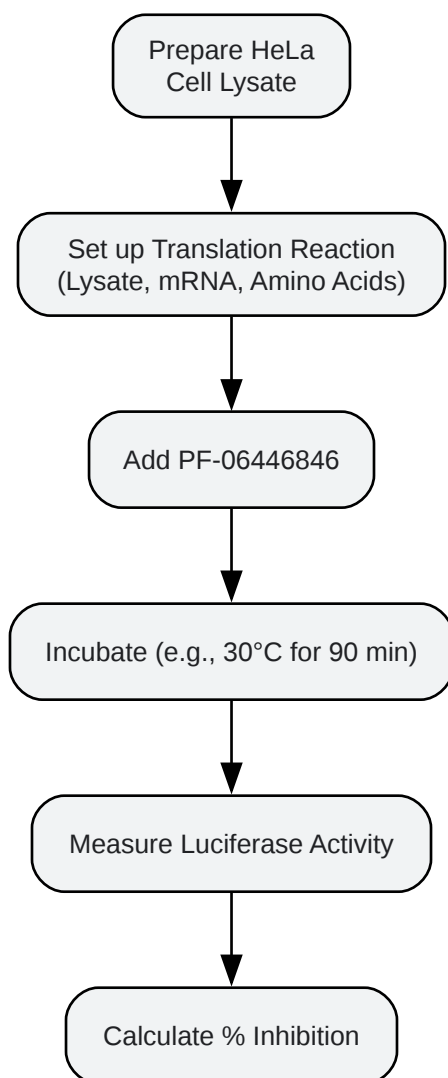 Prepare HeLa
Cell Lysate
Set up Translation Reaction
(Lysate, mRNA, Amino Acids)
Add PF-06446846
Incubate (e.g., 30°C for 90 min)
Measure Luciferase Activity
Calculate % Inhibition